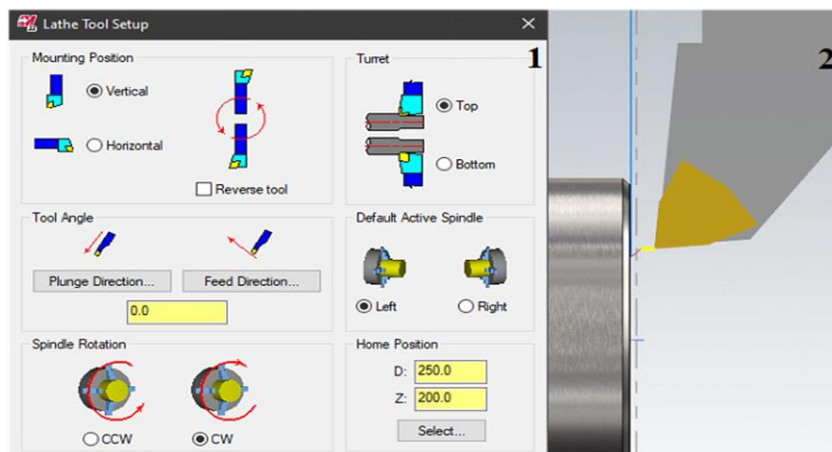 Lathe Tool Setup
1
2
Mounting Position
Vertical
Horizontal
Reverse tool
Turret
Top
Bottom
Tool Angle
Plunge Direction...
Feed Direction...
0.0
Default Active Spindle
Left
Right
Spindle Rotation
CCW
CW
Home Position
D: 250.0
Z: 200.0
Select...